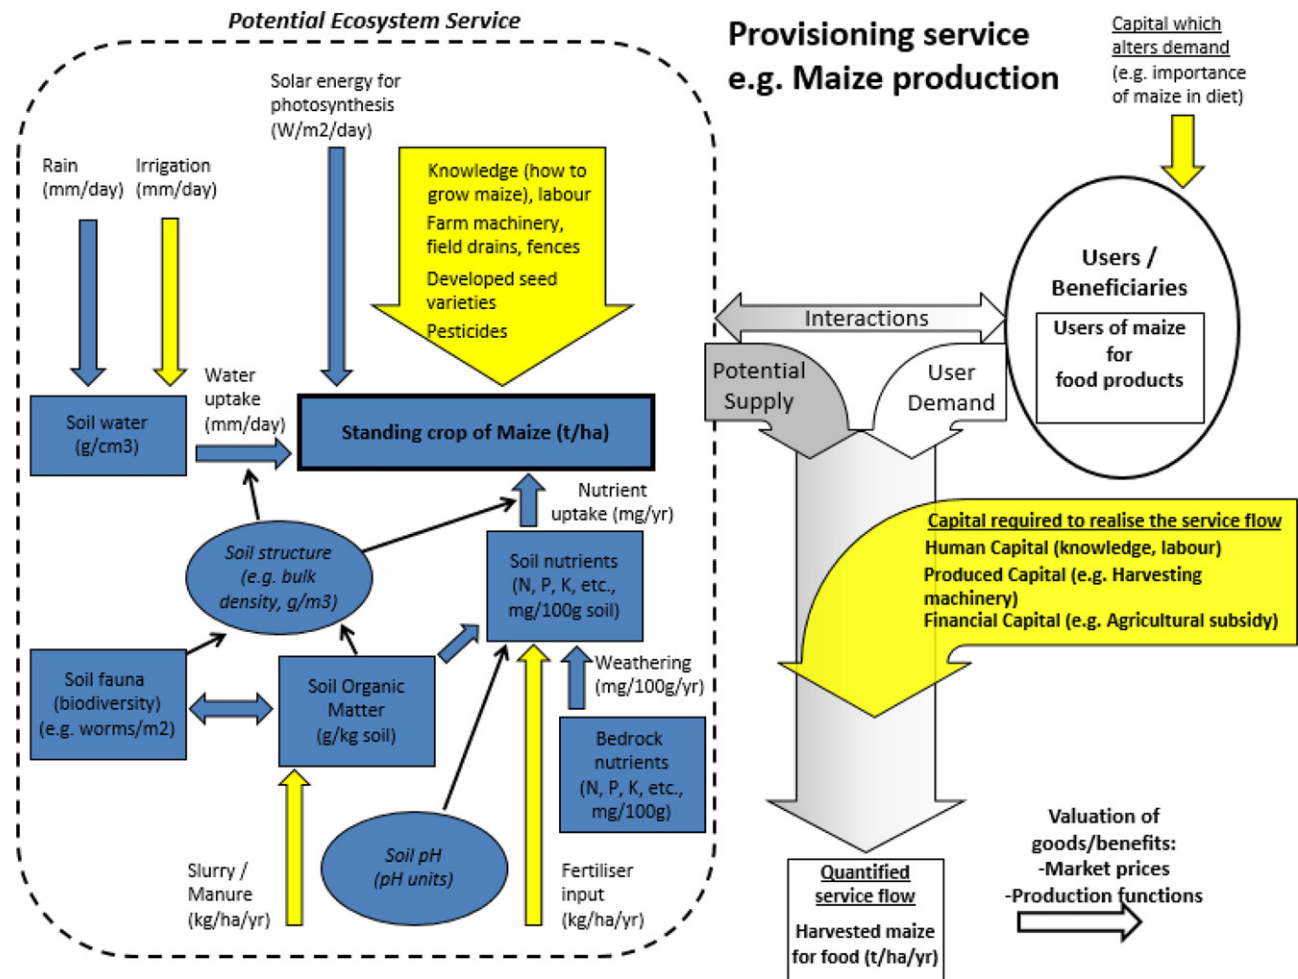 Potential Ecosystem Service
Provisioning service
e.g. Maize production
Capital which
alters demand
(e.g. importance
of maize in diet)
Solar energy for
photosynthesis
(W/m2/day)
Rain
(mm/day)
Irrigation
(mm/day)
Knowledge (how to
grow maize), labour
Farm machinery,
field drains, fences
Developed seed
varieties
Pesticides
Users /
Beneficiaries
Users of maize
for
food products
Interactions
Potential
Supply
User
Demand
Water
uptake
(mm/day)
Soil water
(g/cm3)
Standing crop of Maize (t/ha)
Nutrient
uptake (mg/yr)
Soil structure
(e.g. bulk
density, g/m3)
Soil nutrients
(N, P, K, etc.,
mg/100g soil)
Capital required to realise the service flow
Human Capital (knowledge, labour)
Produced Capital (e.g. Harvesting
machinery)
Financial Capital (e.g. Agricultural subsidy)
Soil fauna
(biodiversity)
(e.g. worms/m2)
Soil Organic
Matter
(g/kg soil)
Weathering
(mg/100g/yr)
Bedrock
nutrients
(N, P, K, etc.,
mg/100g)
Slurry /
Manure
(kg/ha/yr)
Soil pH
(pH units)
Fertiliser
input
(kg/ha/yr)
Quantified
service flow
Harvested maize
for food (t/ha/yr)
Valuation of
goods/benefits:
-Market prices
-Production functions